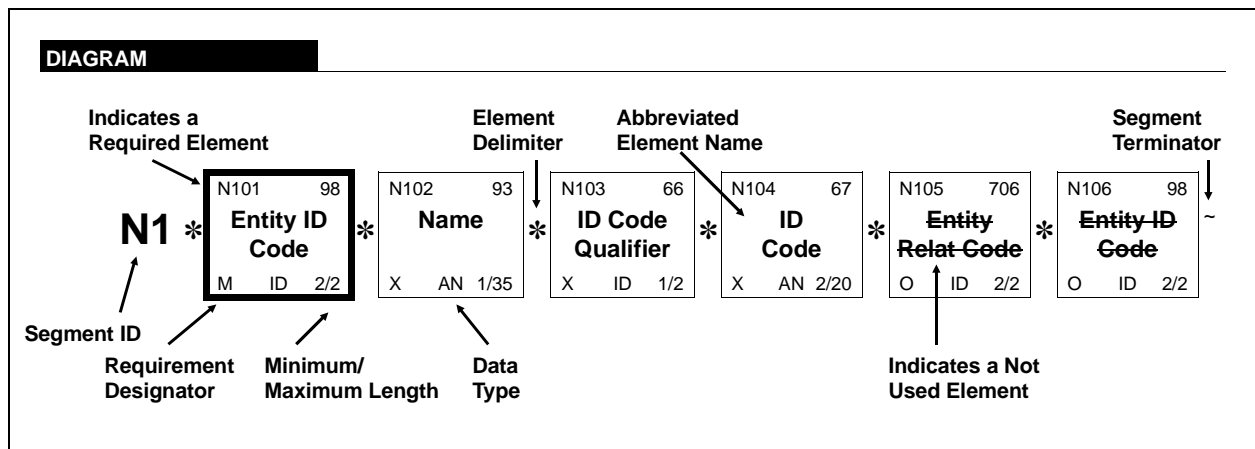 DIAGRAM
Indicates a
Required Element
Element
Delimiter
Abbreviated
Element Name
Segment
Terminator
N1 * N101 98 * N102 93 * N103 66 * N104 67 * N105 706 * N106 98 ~
Entity ID
Code
Name
ID Code
Qualifier
ID
Code
Entity
Relat Code
Entity ID
Code
M ID 2/2
X AN 1/35
X ID 1/2
X AN 2/20
O ID 2/2
O ID 2/2
Segment ID
Requirement
Designator
Minimum/
Maximum Length
Data
Type
Indicates a Not
Used Element